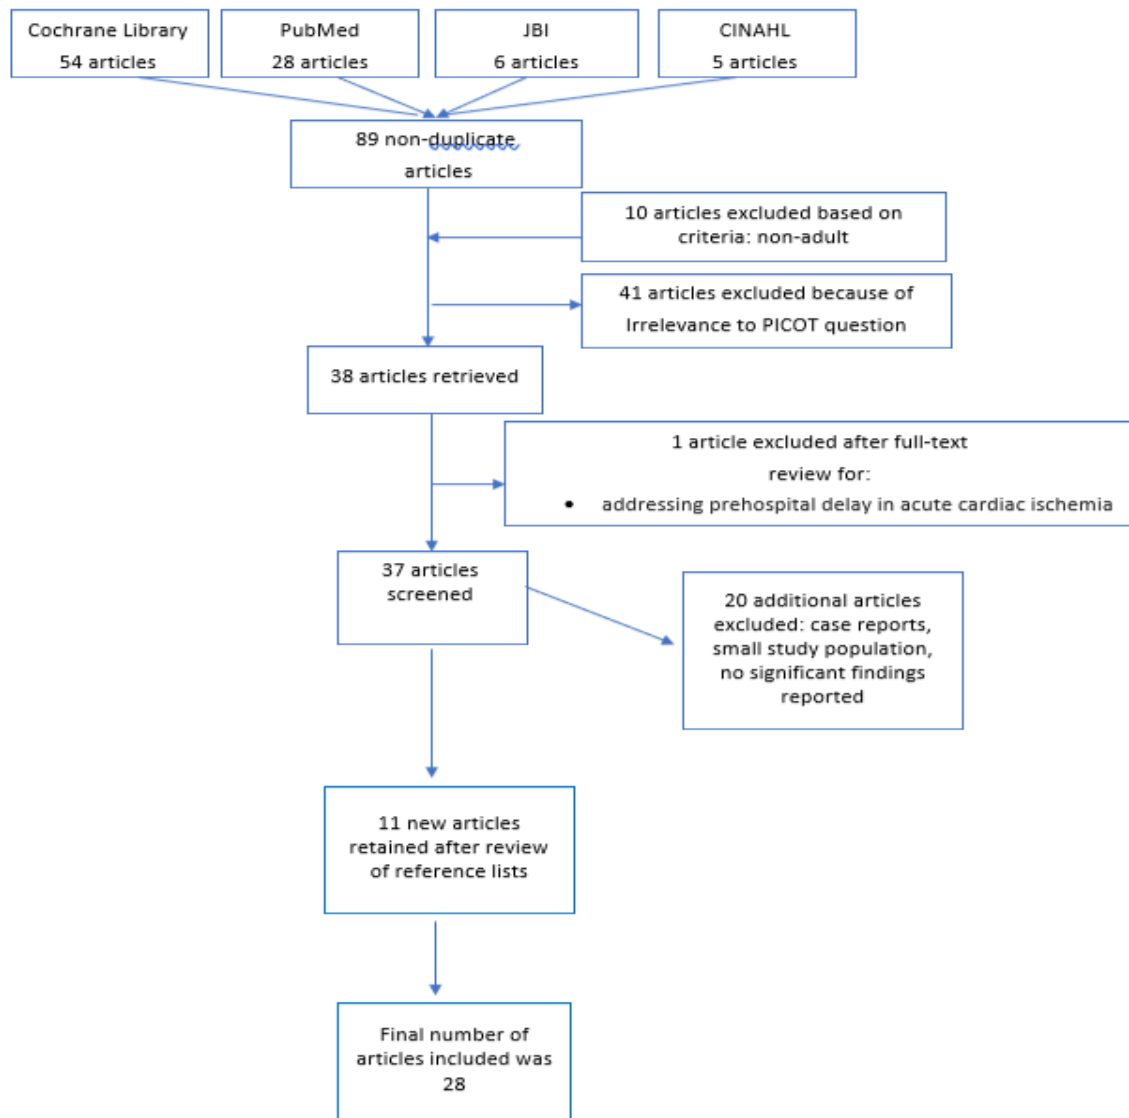 Cochrane Library
54 articles
PubMed
28 articles
JBI
6 articles
CINAHL
5 articles
89 non-duplicate
articles
10 articles excluded based on
criteria: non-adult
41 articles excluded because of
Irrelevance to PICOT question
38 articles retrieved
1 article excluded after full-text
review for:
• addressing prehospital delay in acute cardiac ischemia
37 articles
screened
20 additional articles
excluded: case reports,
small study population,
no significant findings
reported
11 new articles
retained after review
of reference lists
Final number of
articles included was
28